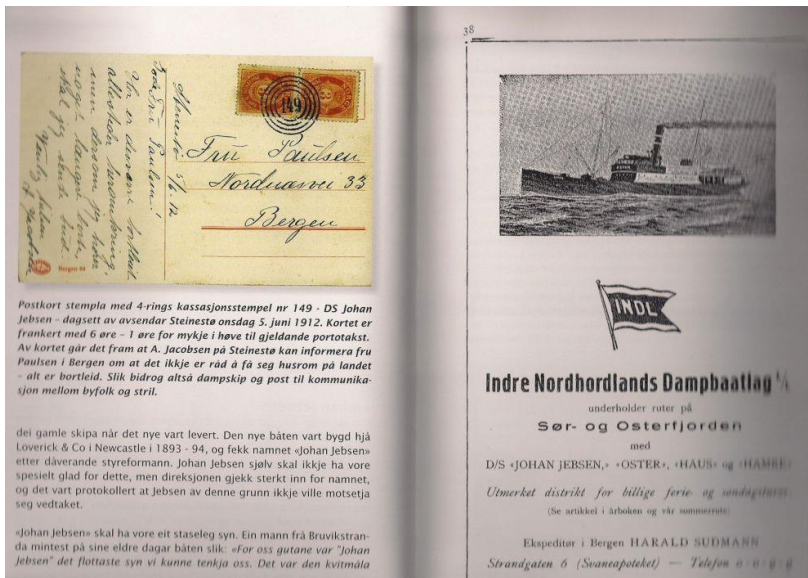 149
Steinestø 5/6 12
Fru Paulsen!
Fru Paulsen
Nordnæsvei 33
Bergen
Bergen
Postkort stempla med 4-rings kassasjonsstempel nr 149 - DS Johan
Jebsen - dagsett av avsendar Steinestø onsdag 5. juni 1912. Kortet er
frankert med 6 øre - 1 øre for mykje i høve til gjeldande portotakst.
Av kortet går det fram at A. Jacobsen på Steinestø kan informera fru
Paulsen i Bergen om at det ikkje er råd å få seg husrom på landet
- alt er bortleid. Slik bidrog altså dampskip og post til kommunika-
sjon mellom byfolk og stril.
dei gamle skipa når det nye vart levert. Den nye båten vart bygd hjå
Loverick & Co i Newcastle i 1893 - 94, og fekk namnet «Johan Jebsen»
etter dåverande styreformann. Johan Jebsen sjølv skal ikkje ha vore
spesielt glad for dette, men direksjonen gjekk sterkt inn for namnet,
og det vart protokollert at Jebsen av denne grunn ikkje ville motsetja
seg vedtaket.
«Johan Jebsen» skal ha vore eit staseleg syn. Ein mann frå Bruvikstran-
da mintest på sine eldre dagar båten slik: «For oss gutane var "Johan
Jebsen" det flottaste syn vi kunne tenkja oss. Det var den kvitmåla
38
INDL
Indre Nordhordlands Dampbaatlag
underholder ruter på
Sør- og Osterfjorden
med
D/S «JOHAN JEBSEN,» «OSTER», «HAUS» og «HAMRE»
Utmerket distrikt for billige ferie- og søndagsturer
(Se artikkel i årboken og vår sommerrute)
Ekspeditør i Bergen HARALD SUDMANN
Strandgaten 6 (Svaneapoteket) — Telefon